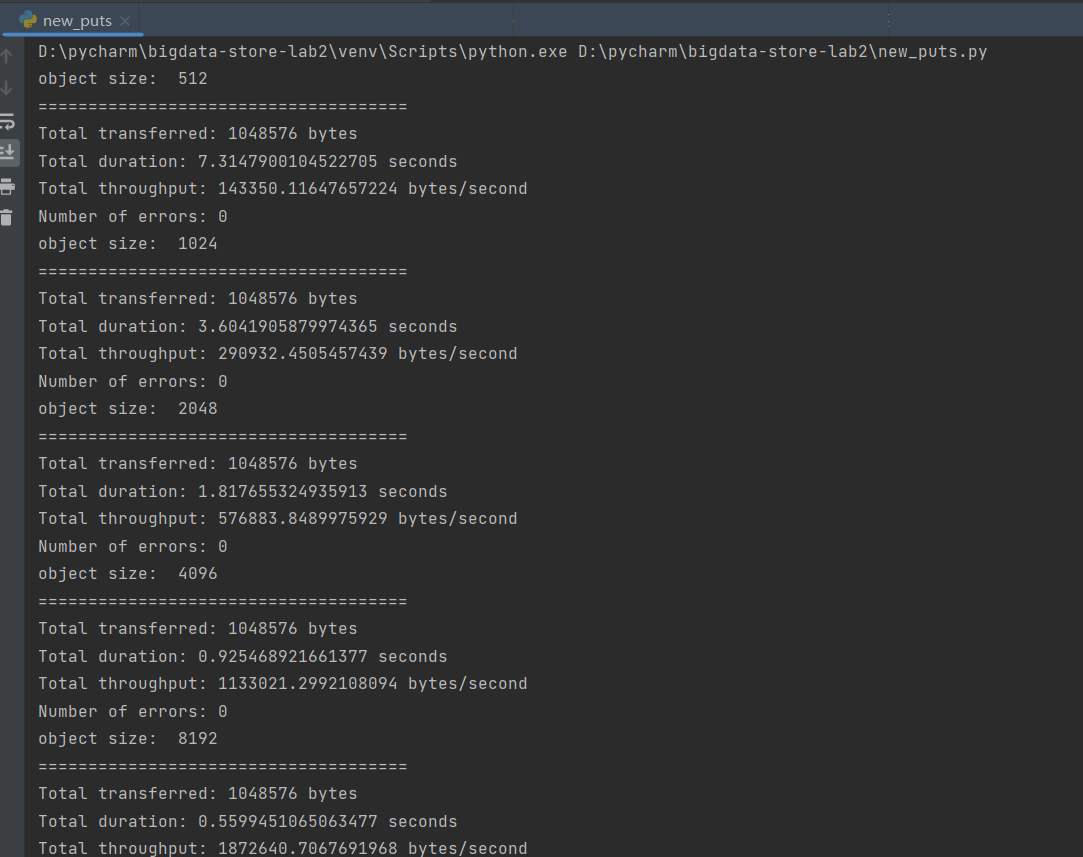 new_puts
D:\pycharm\bigdata-store-lab2\venv\Scripts\python.exe D:\pycharm\bigdata-store-lab2\new_puts.py
object size:  512
=====================================
Total transferred: 1048576 bytes
Total duration: 7.3147900104522705 seconds
Total throughput: 143350.11647657224 bytes/second
Number of errors: 0
object size:  1024
=====================================
Total transferred: 1048576 bytes
Total duration: 3.6041905879974365 seconds
Total throughput: 290932.4505457439 bytes/second
Number of errors: 0
object size:  2048
=====================================
Total transferred: 1048576 bytes
Total duration: 1.817655324935913 seconds
Total throughput: 576883.8489975929 bytes/second
Number of errors: 0
object size:  4096
=====================================
Total transferred: 1048576 bytes
Total duration: 0.925468921661377 seconds
Total throughput: 1133021.2992108094 bytes/second
Number of errors: 0
object size:  8192
=====================================
Total transferred: 1048576 bytes
Total duration: 0.5599451065063477 seconds
Total throughput: 1872640.7067691968 bytes/second